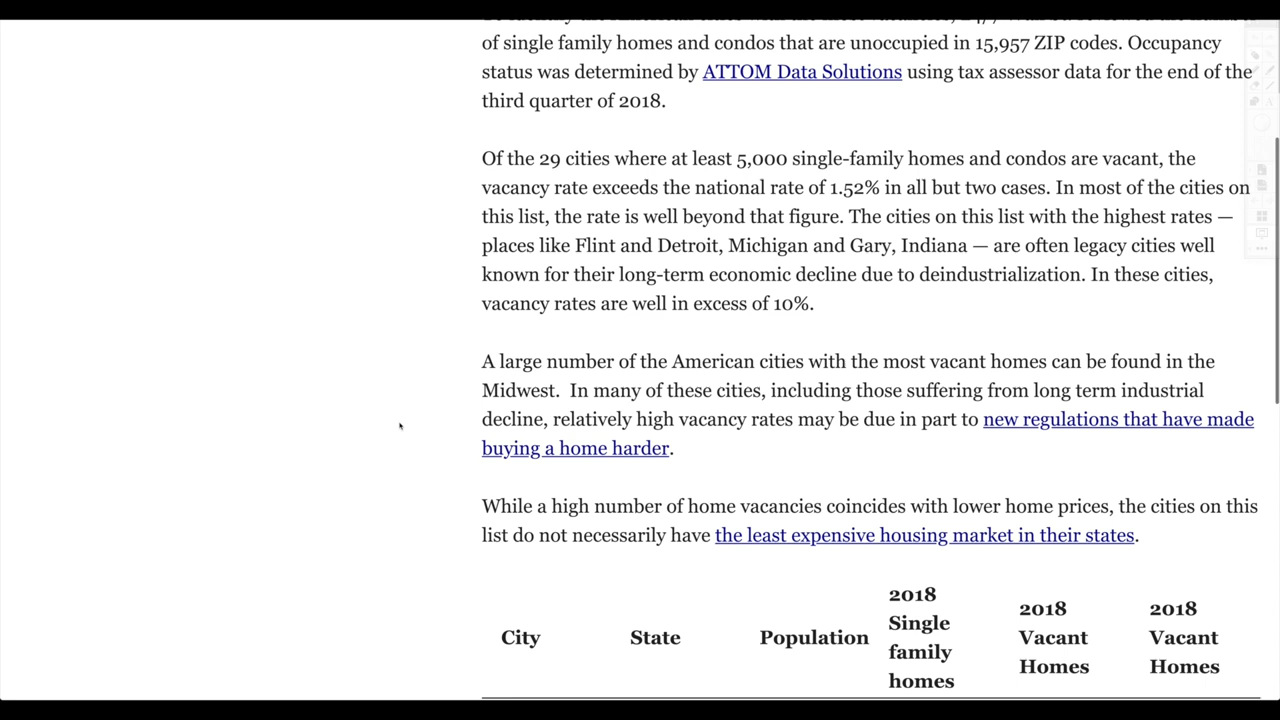 of single family homes and condos that are unoccupied in 15,957 ZIP codes. Occupancy
status was determined by ATTOM Data Solutions using tax assessor data for the end of the
third quarter of 2018.
Of the 29 cities where at least 5,000 single-family homes and condos are vacant, the
vacancy rate exceeds the national rate of 1.52% in all but two cases. In most of the cities on
this list, the rate is well beyond that figure. The cities on this list with the highest rates —
places like Flint and Detroit, Michigan and Gary, Indiana — are often legacy cities well
known for their long-term economic decline due to deindustrialization. In these cities,
vacancy rates are well in excess of 10%.
A large number of the American cities with the most vacant homes can be found in the
Midwest.  In many of these cities, including those suffering from long term industrial
decline, relatively high vacancy rates may be due in part to new regulations that have made
buying a home harder.
While a high number of home vacancies coincides with lower home prices, the cities on this
list do not necessarily have the least expensive housing market in their states.
City State Population 2018 Single family homes 2018 Vacant Homes 2018 Vacant Homes